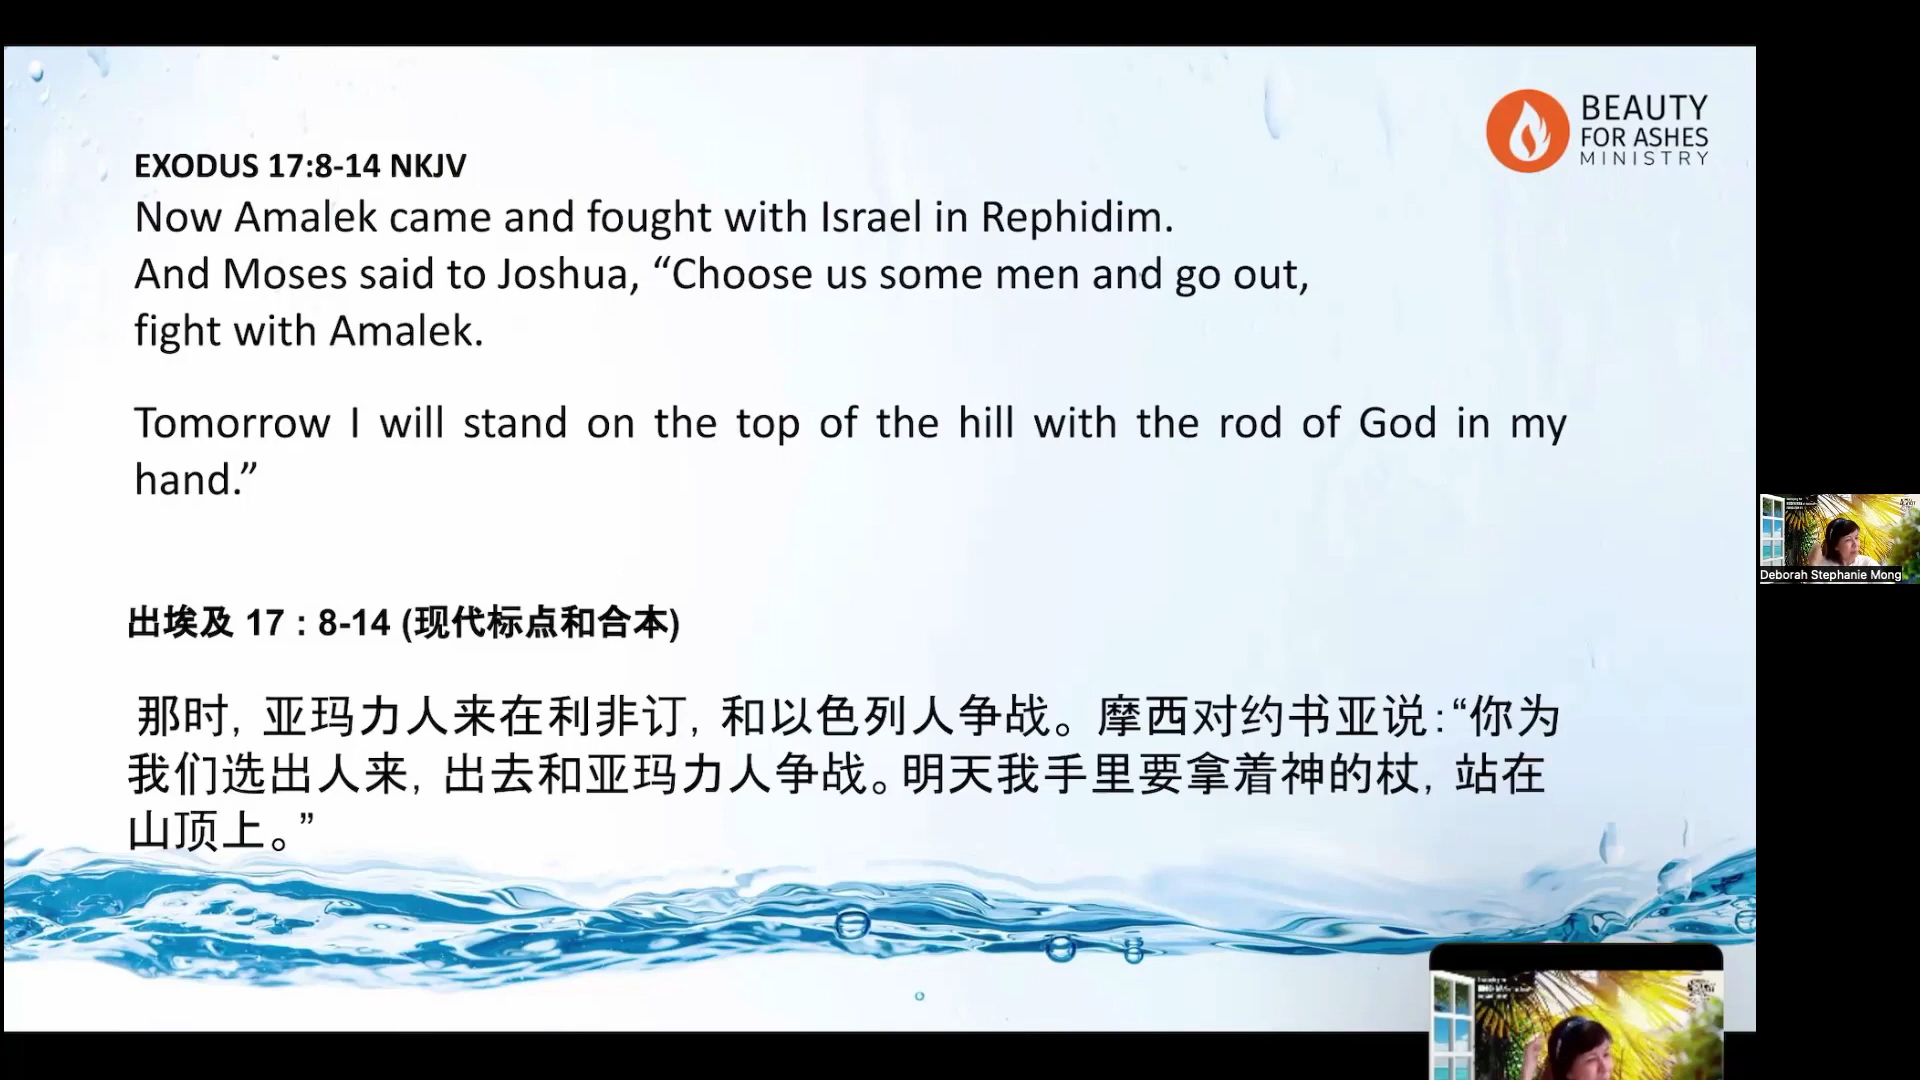 BEAUTY
FOR ASHES
MINISTRY
EXODUS 17:8-14 NKJV
Now Amalek came and fought with Israel in Rephidim.
And Moses said to Joshua, “Choose us some men and go out,
fight with Amalek.
Tomorrow I will stand on the top of the hill with the rod of God in my
hand.”
出埃及 17 : 8-14 (现代标点和合本)
那时, 亚玛力人来在利非订, 和以色列人争战。摩西对约书亚说:“你为
我们选出人来, 出去和亚玛力人争战。明天我手里要拿着神的杖, 站在
山顶上。”
Deborah Stephanie Mong